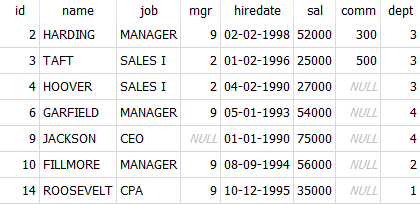 id name job mgr hiredate sal comm dept
2 HARDING MANAGER 9 02-02-1998 52000 300 3
3 TAFT SALES I 2 01-02-1996 25000 500 3
4 HOOVER SALES I 2 04-02-1990 27000 NULL 3
6 GARFIELD MANAGER 9 05-01-1993 54000 NULL 4
9 JACKSON CEO NULL 01-01-1990 75000 NULL 4
10 FILLMORE MANAGER 9 08-09-1994 56000 NULL 2
14 ROOSEVELT CPA 9 10-12-1995 35000 NULL 1